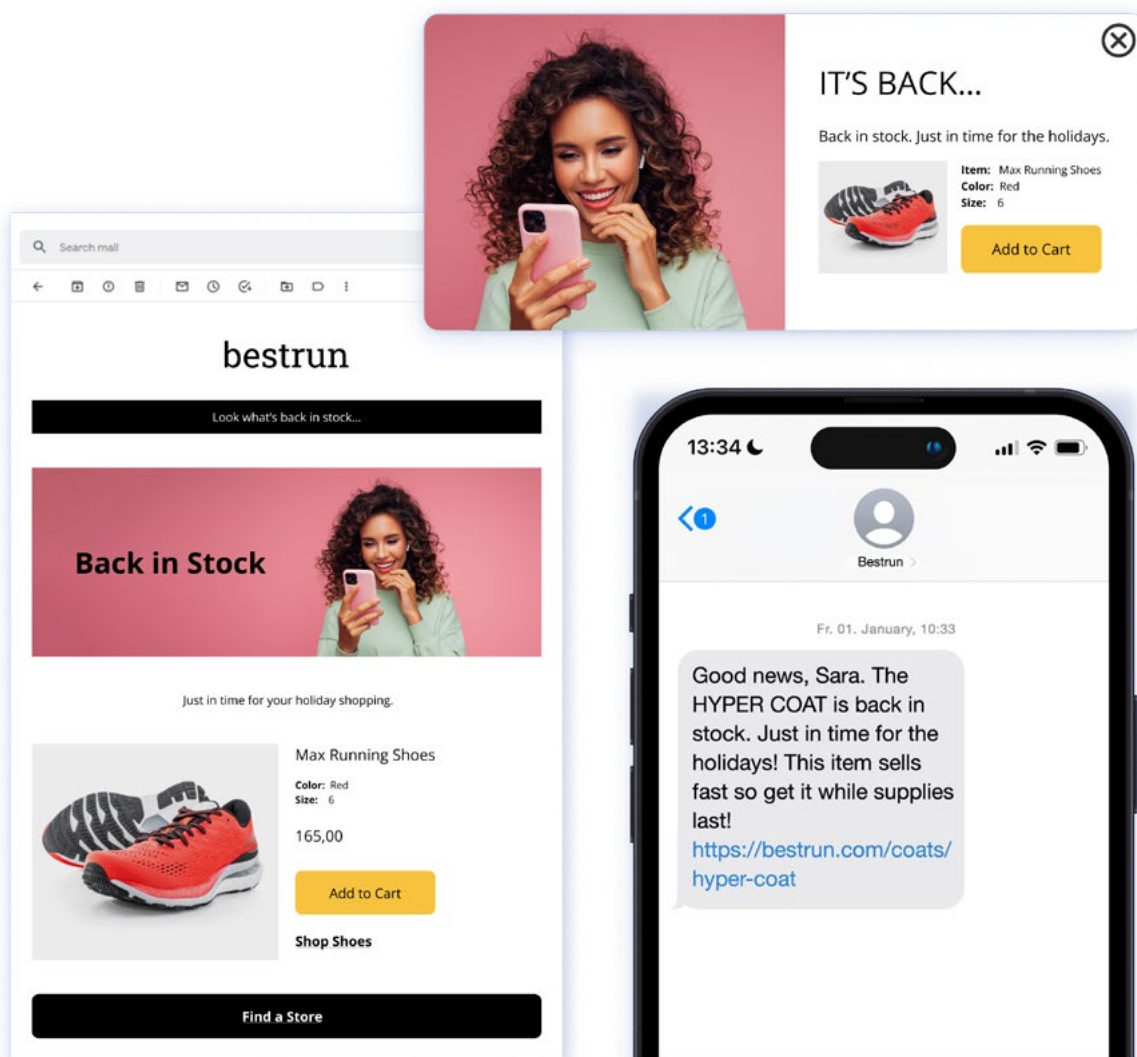 IT’S BACK...
Back in stock. Just in time for the holidays.
Item: Max Running Shoes
Color: Red
Size: 6
Add to Cart
Search mail
bestrun
Look what’s back in stock...
Back in Stock
Just in time for your holiday shopping.
Max Running Shoes
Color: Red
Size: 6
165,00
Add to Cart
Shop Shoes
Find a Store
13:34
1
Bestrun
Fr. 01. January, 10:33
Good news, Sara. The
HYPER COAT is back in
stock. Just in time for the
holidays! This item sells
fast so get it while supplies
last!
https://bestrun.com/coats/
hyper-coat